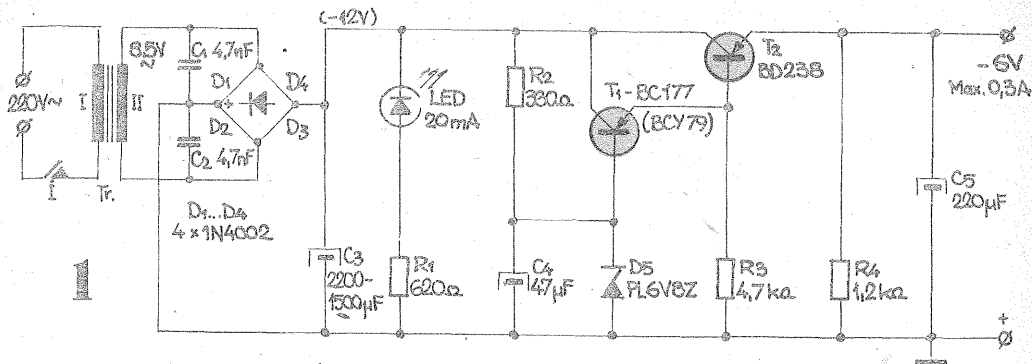 (-12V)
8.5V
~
C1 4,7nF
D1
D4
220V~
I
II
+
D2
D3
C2 4,7nF
I
Tr.
D1...D4
4 x 1N4002
1
C3
2200-
1500μF
LED
20mA
R1
620Ω
R2
330Ω
C4
47μF
T1-BC177
(BCY79)
D5
PL6V8Z
T2
BD238
R3
4,7kΩ
R4
1,2kΩ
C5
220μF
-6V
Max. 0,3A
+